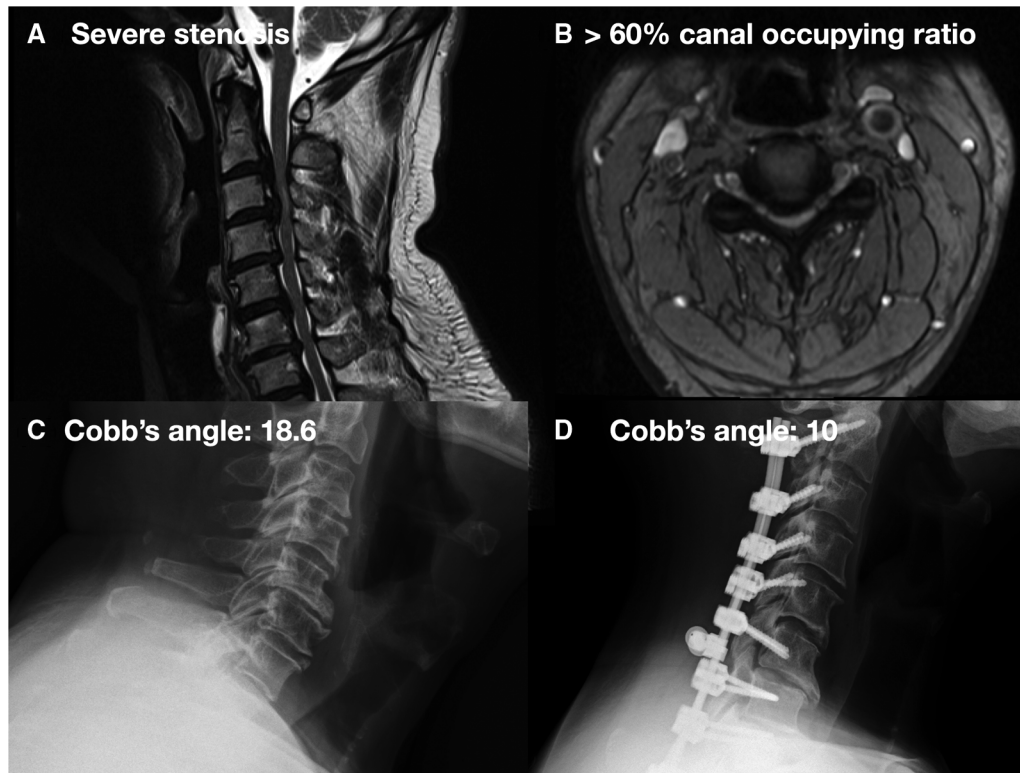 A Severe stenosis
B > 60% canal occupying ratio
C Cobb's angle: 18.6
D Cobb's angle: 10